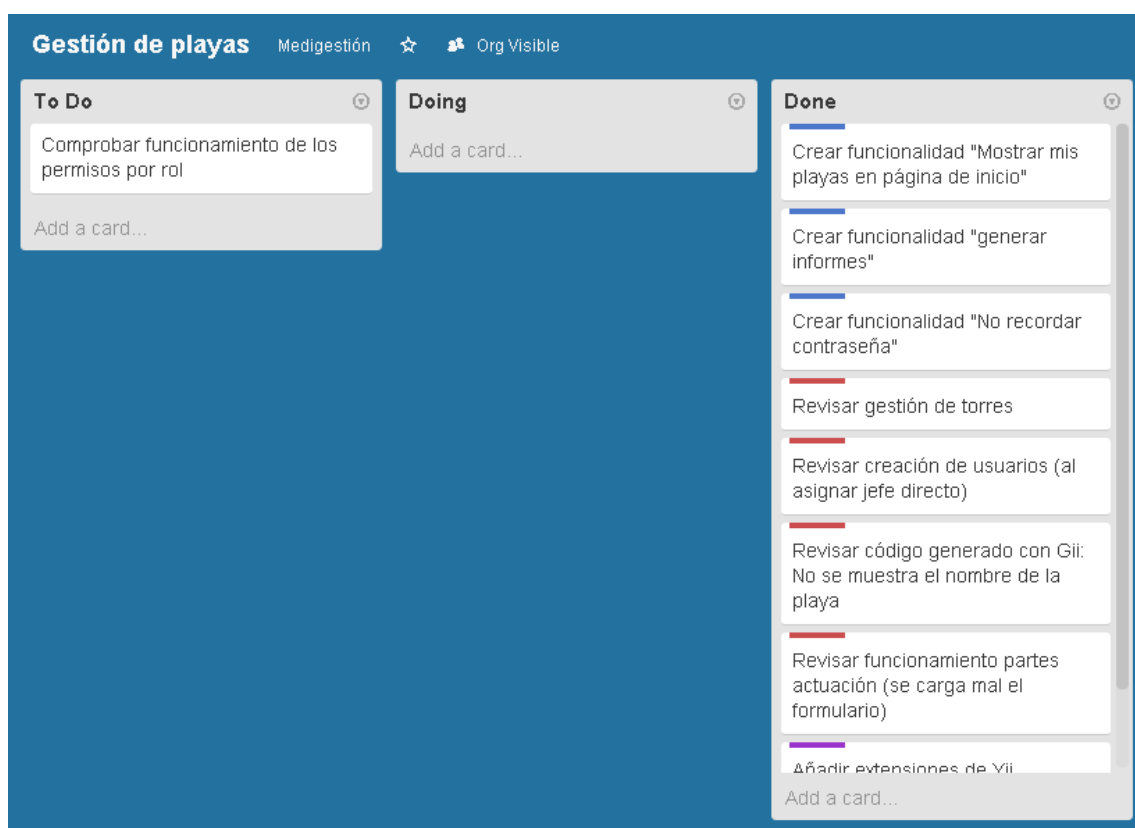 Gestión de playas Medigestión Org Visible
To Do
Comprobar funcionamiento de los
permisos por rol
Add a card...
Doing
Add a card...
Done
Crear funcionalidad "Mostrar mis
playas en página de inicio"
Crear funcionalidad "generar
informes"
Crear funcionalidad "No recordar
contraseña"
Revisar gestión de torres
Revisar creación de usuarios (al
asignar jefe directo)
Revisar código generado con Gii:
No se muestra el nombre de la
playa
Revisar funcionamiento partes
actuación (se carga mal el
formulario)
Añadir extensiones de Yii
Add a card...